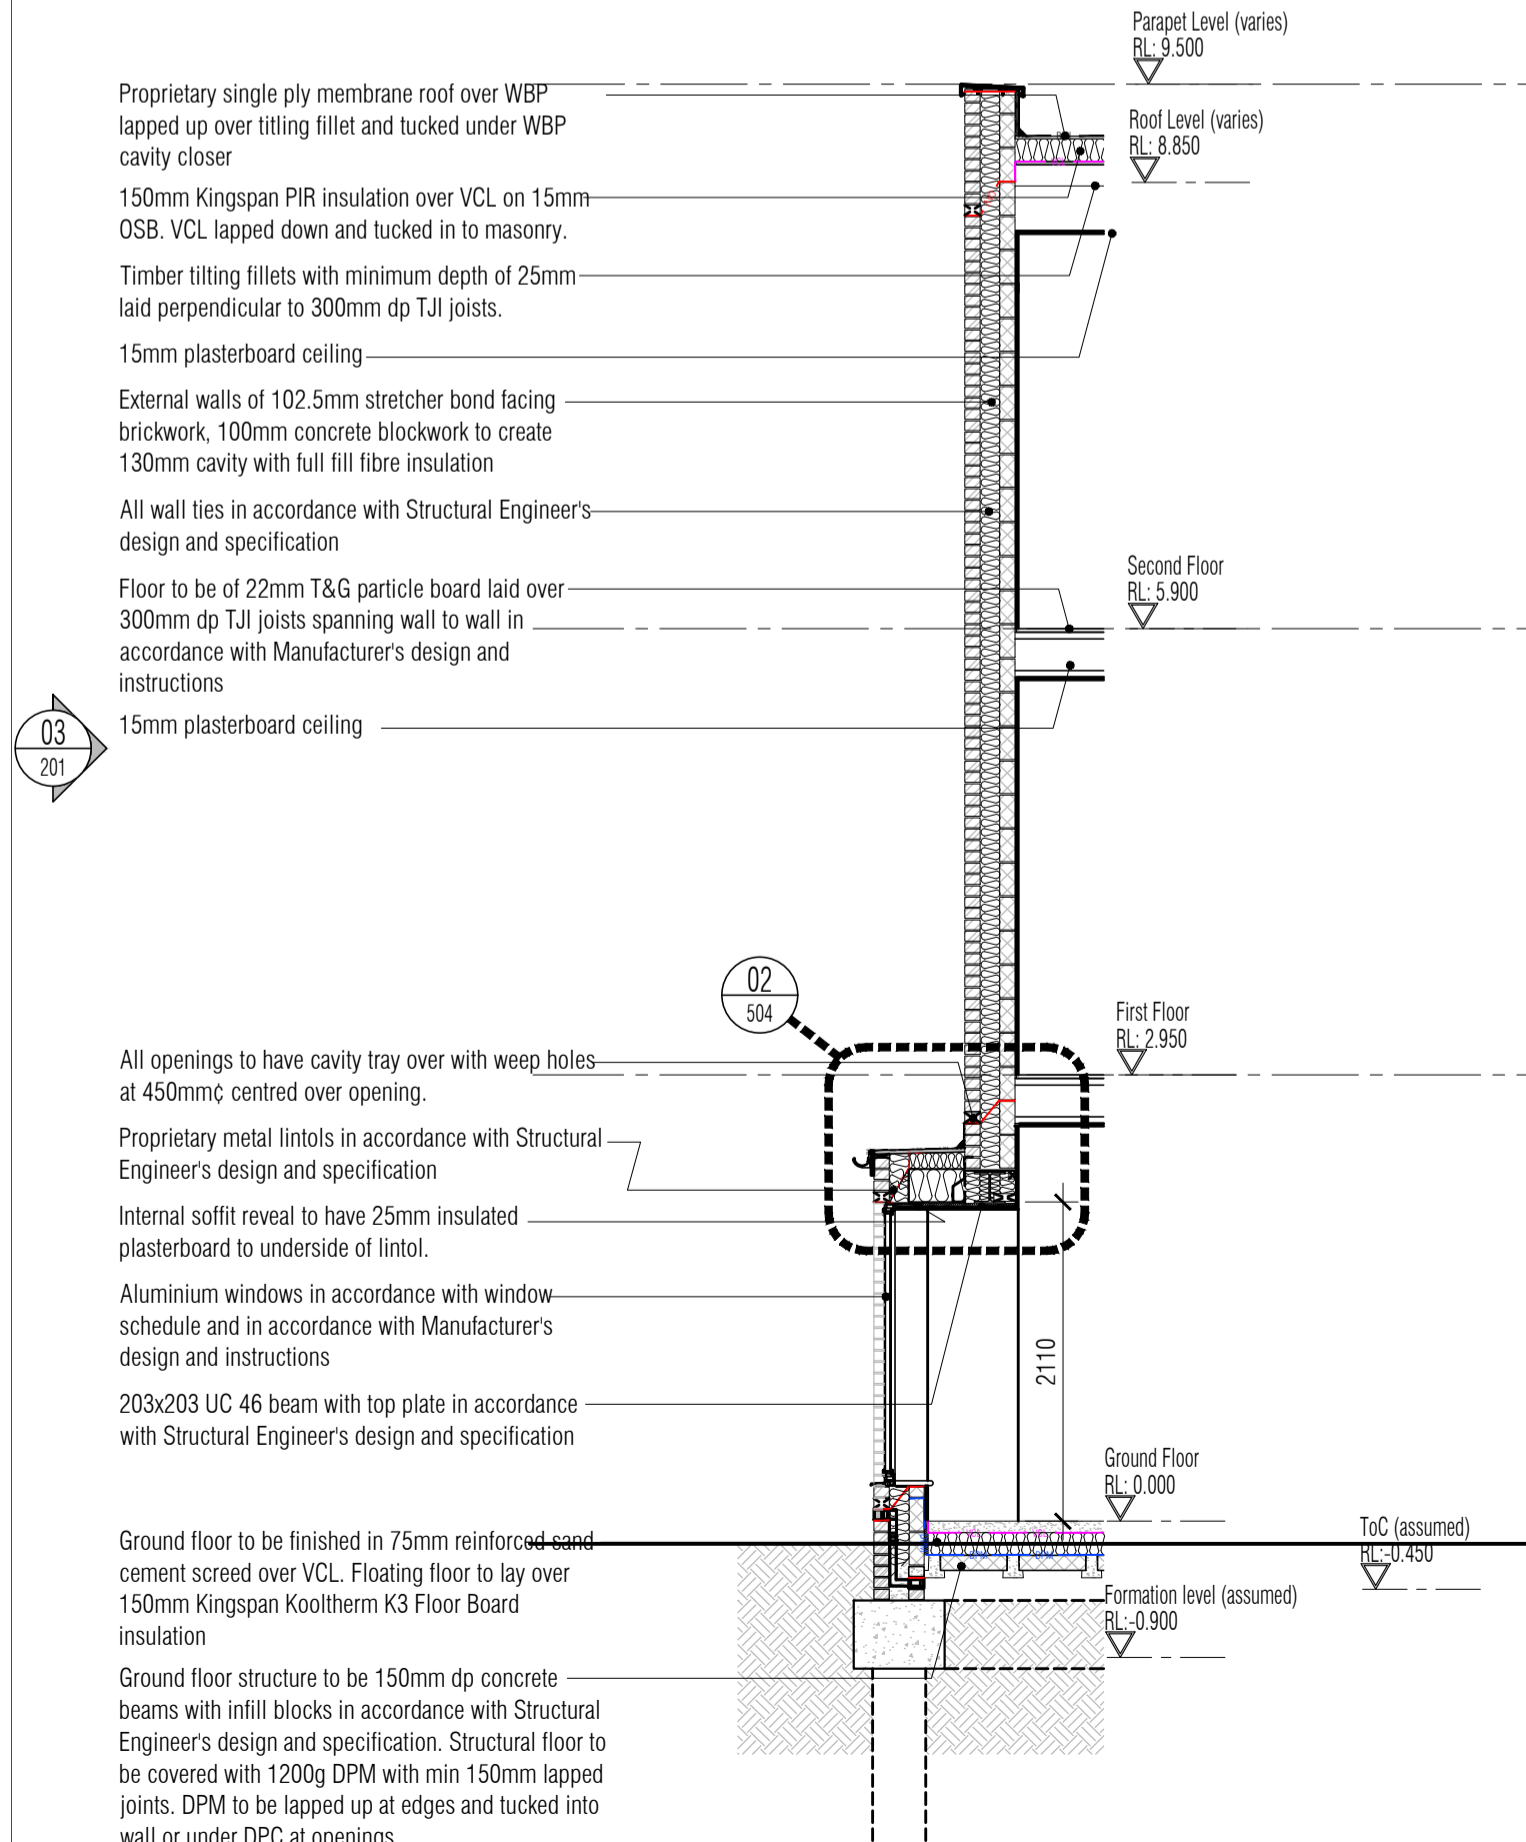 Parapet Level (varies)
RL: 9.500
Proprietary single ply membrane roof over WBP
lapped up over titling fillet and tucked under WBP
cavity closer
Roof Level (varies)
RL: 8.850
150mm Kingspan PIR insulation over VCL on 15mm
OSB. VCL lapped down and tucked in to masonry.
Timber tilting fillets with minimum depth of 25mm
laid perpendicular to 300mm dp TJI joists.
15mm plasterboard ceiling
External walls of 102.5mm stretcher bond facing
brickwork, 100mm concrete blockwork to create
130mm cavity with full fill fibre insulation
All wall ties in accordance with Structural Engineer's
design and specification
Second Floor
RL: 5.900
Floor to be of 22mm T&G particle board laid over
300mm dp TJI joists spanning wall to wall in
accordance with Manufacturer's design and
instructions
15mm plasterboard ceiling
03
201
02
504
First Floor
RL: 2.950
All openings to have cavity tray over with weep holes
at 450mm¢ centred over opening.
Proprietary metal lintols in accordance with Structural
Engineer's design and specification
Internal soffit reveal to have 25mm insulated
plasterboard to underside of lintol.
Aluminium windows in accordance with window
schedule and in accordance with Manufacturer's
design and instructions
2110
203x203 UC 46 beam with top plate in accordance
with Structural Engineer's design and specification
Ground Floor
RL: 0.000
ToC (assumed)
RL:-0.450
Ground floor to be finished in 75mm reinforced sand
cement screed over VCL. Floating floor to lay over
150mm Kingspan Kooltherm K3 Floor Board
insulation
Formation level (assumed)
RL:-0.900
Ground floor structure to be 150mm dp concrete
beams with infill blocks in accordance with Structural
Engineer's design and specification. Structural floor to
be covered with 1200g DPM with min 150mm lapped
joints. DPM to be lapped up at edges and tucked into
wall or under DPC at openings